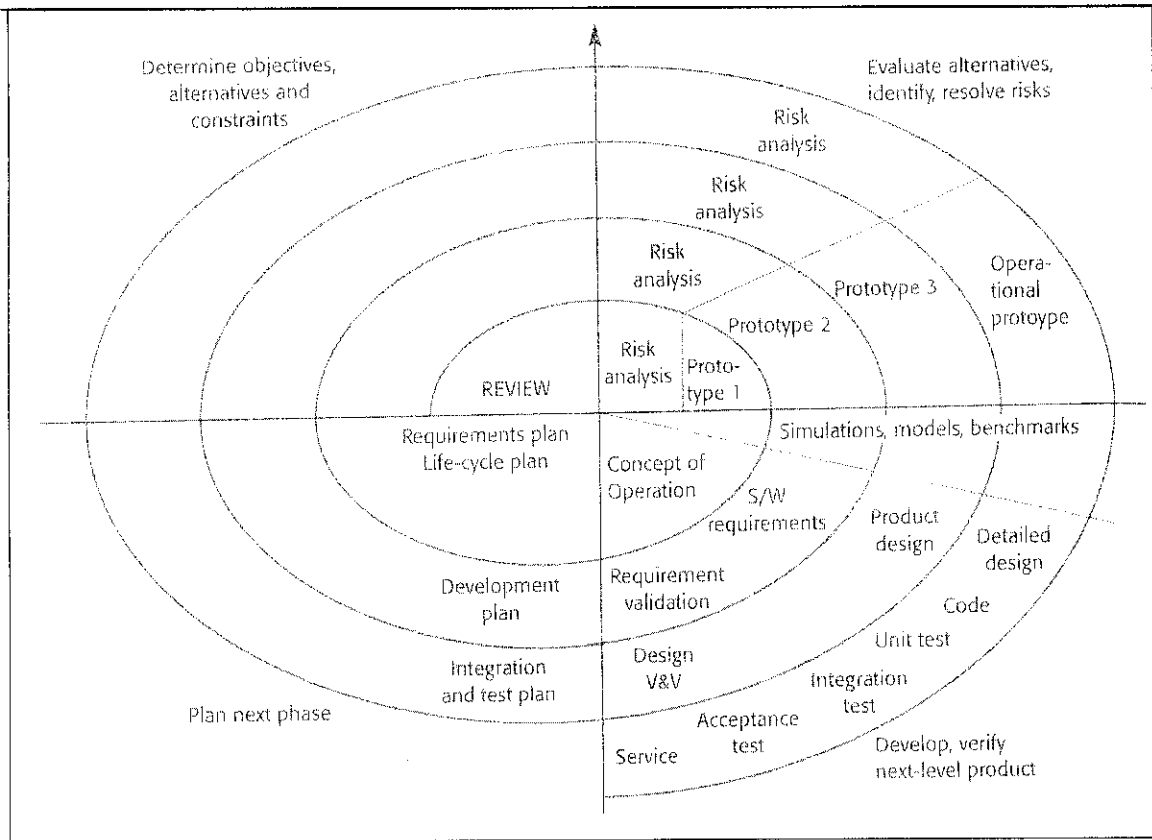 Determine objectives,
alternatives and
constraints
Evaluate alternatives,
identify, resolve risks
Risk
analysis
Risk
analysis
Risk
analysis
Risk
analysis
Proto-
type 1
Prototype 2
Prototype 3
Opera-
tional
protoype
REVIEW
Requirements plan
Life-cycle plan
Simulations, models, benchmarks
Concept of
Operation
S/W
requirements
Product
design
Detailed
design
Development
plan
Requirement
validation
Code
Unit test
Integration
and test plan
Design
V&V
Integration
test
Plan next phase
Acceptance
test
Service
Develop, verify
next-level product